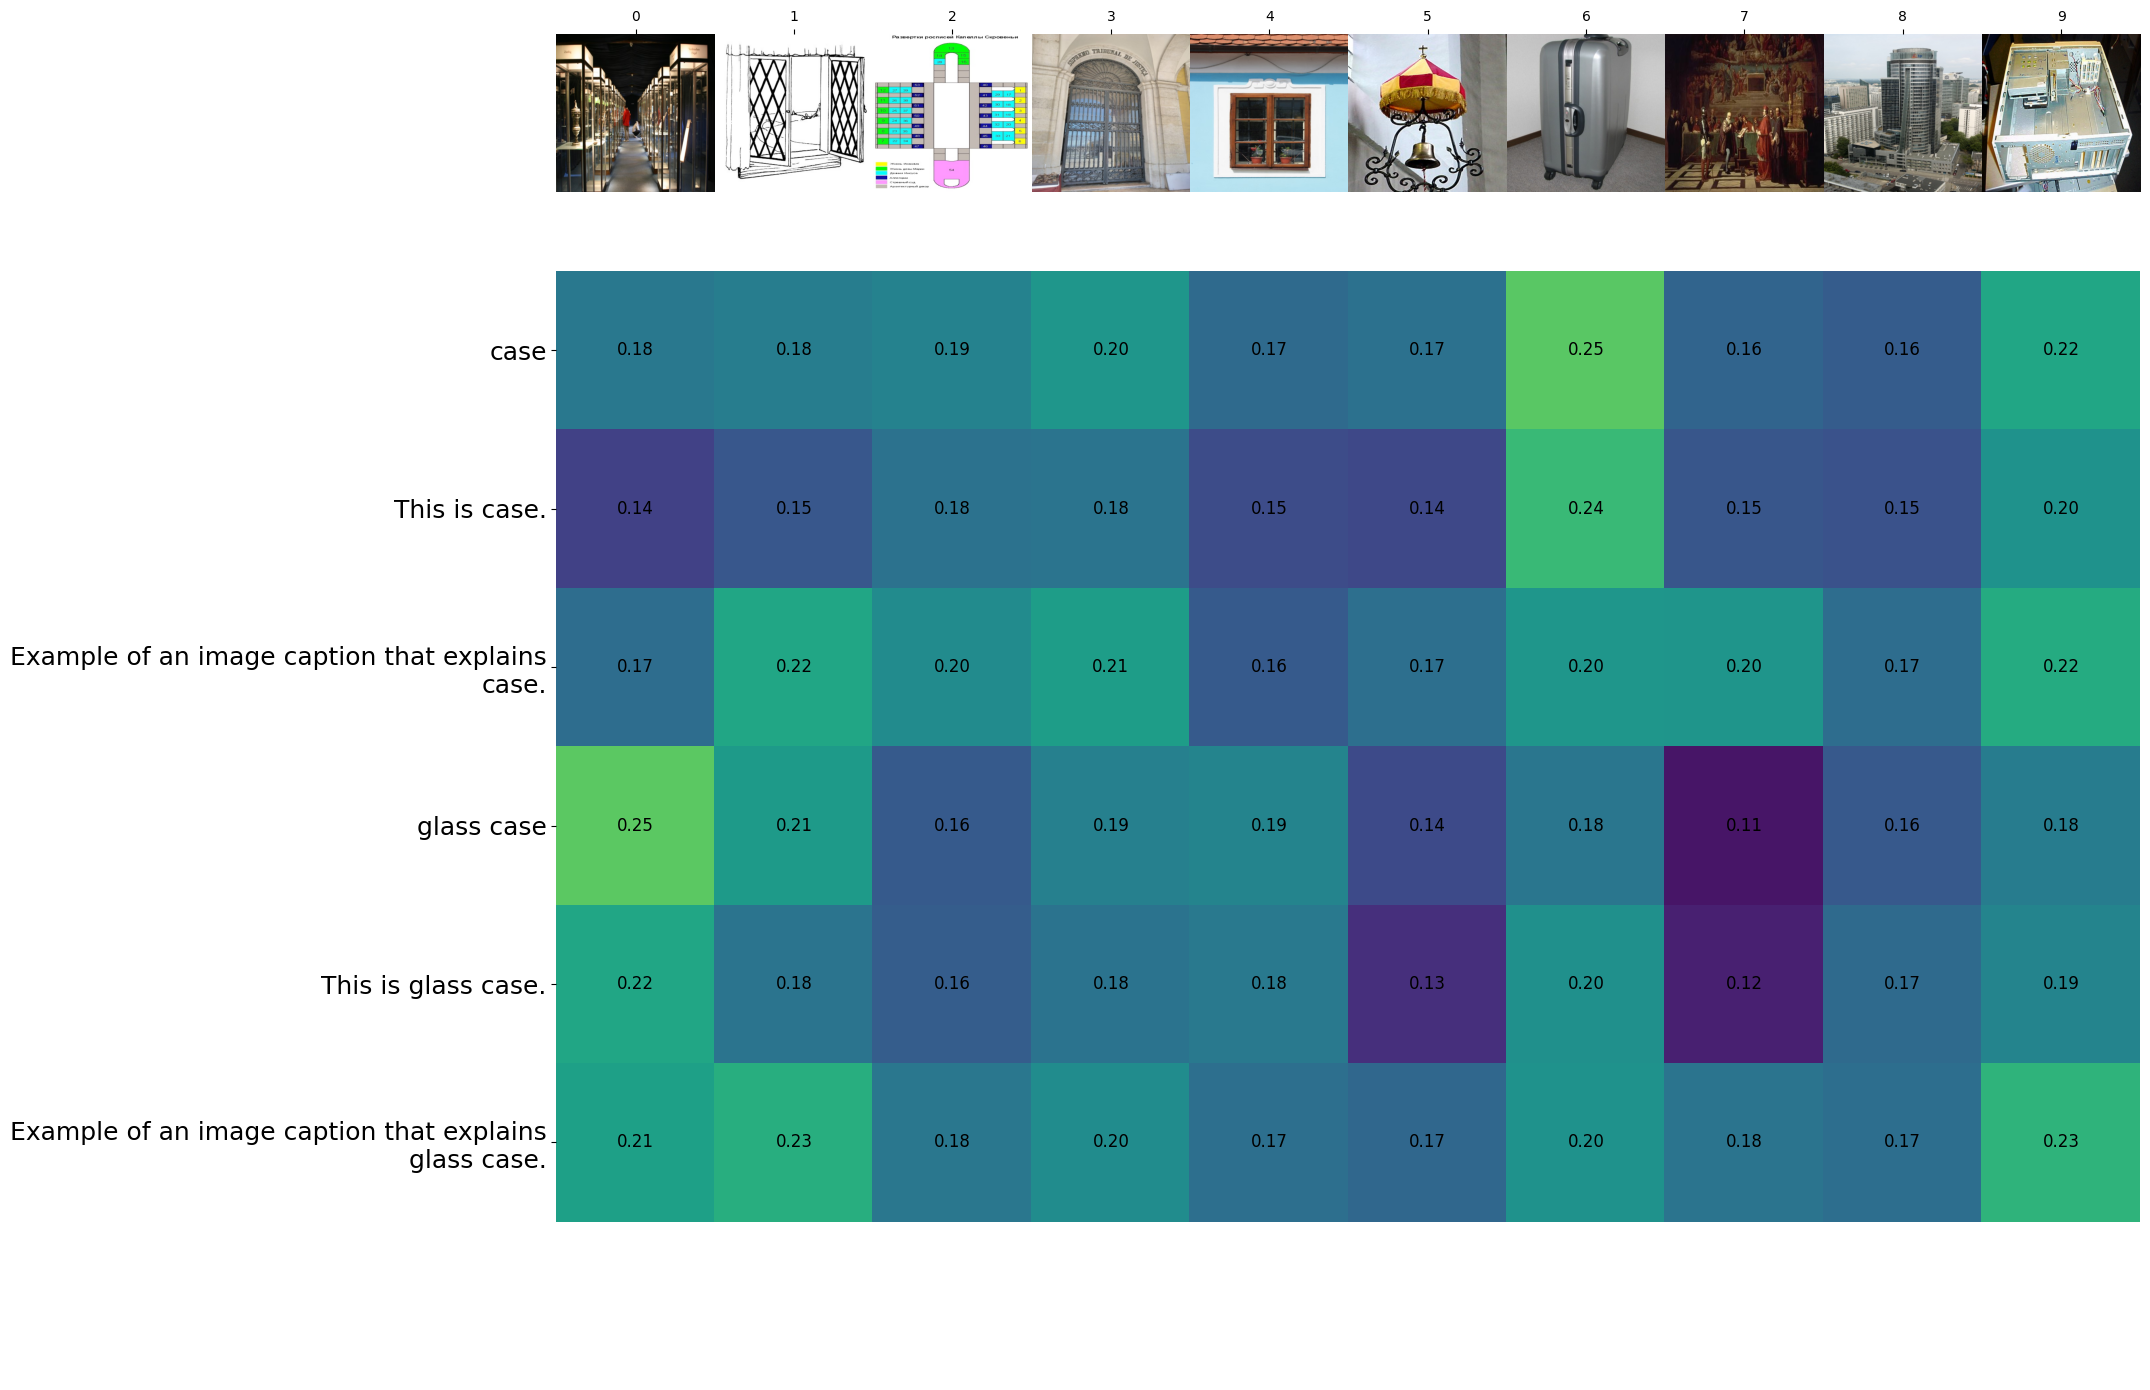 0 1 2 3 4 5 6 7 8 9
Развертки росписей Капеллы Скровеньи
SUPREMO TRIBUNAL DE JUSTIÇA
case 0.18 0.18 0.19 0.20 0.17 0.17 0.25 0.16 0.16 0.22
This is case. 0.14 0.15 0.18 0.18 0.15 0.14 0.24 0.15 0.15 0.20
Example of an image caption that explains
case. 0.17 0.22 0.20 0.21 0.16 0.17 0.20 0.20 0.17 0.22
glass case 0.25 0.21 0.16 0.19 0.19 0.14 0.18 0.11 0.16 0.18
This is glass case. 0.22 0.18 0.16 0.18 0.18 0.13 0.20 0.12 0.17 0.19
Example of an image caption that explains
glass case. 0.21 0.23 0.18 0.20 0.17 0.17 0.20 0.18 0.17 0.23